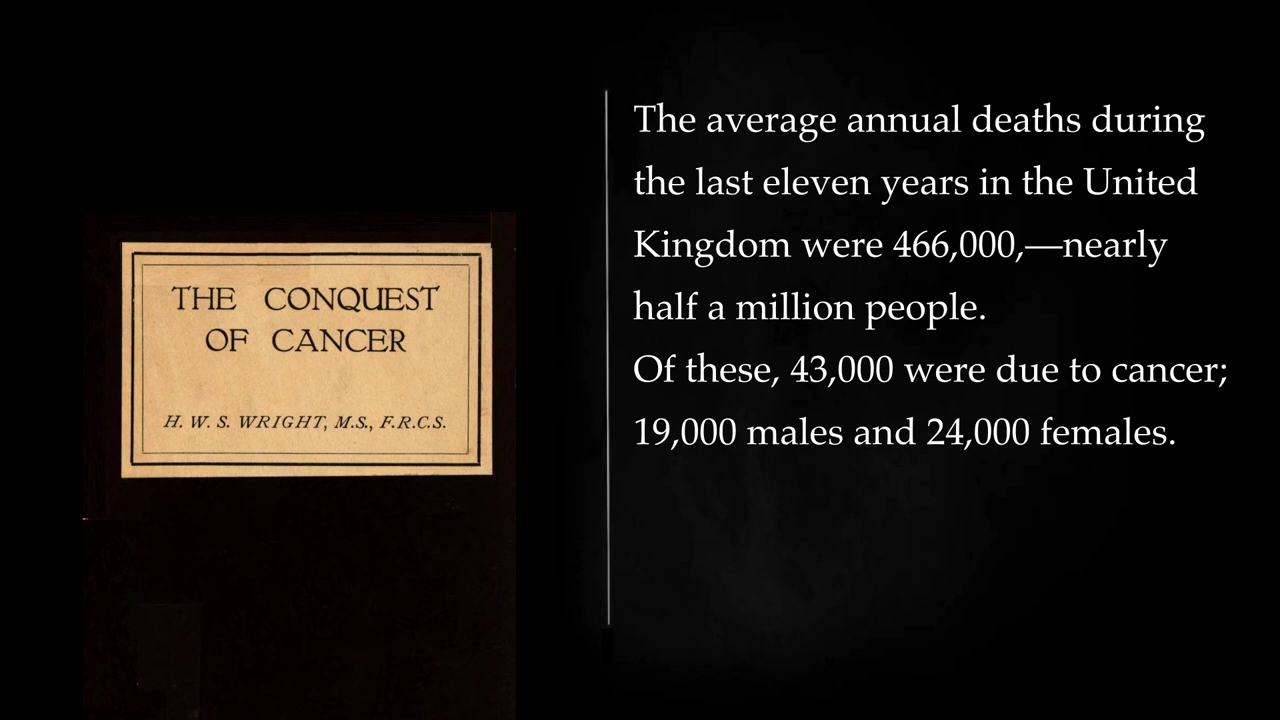 THE CONQUEST
OF CANCER
H. W. S. WRIGHT, M.S., F.R.C.S.
The average annual deaths during
the last eleven years in the United
Kingdom were 466,000,—nearly
half a million people.
Of these, 43,000 were due to cancer;
19,000 males and 24,000 females.